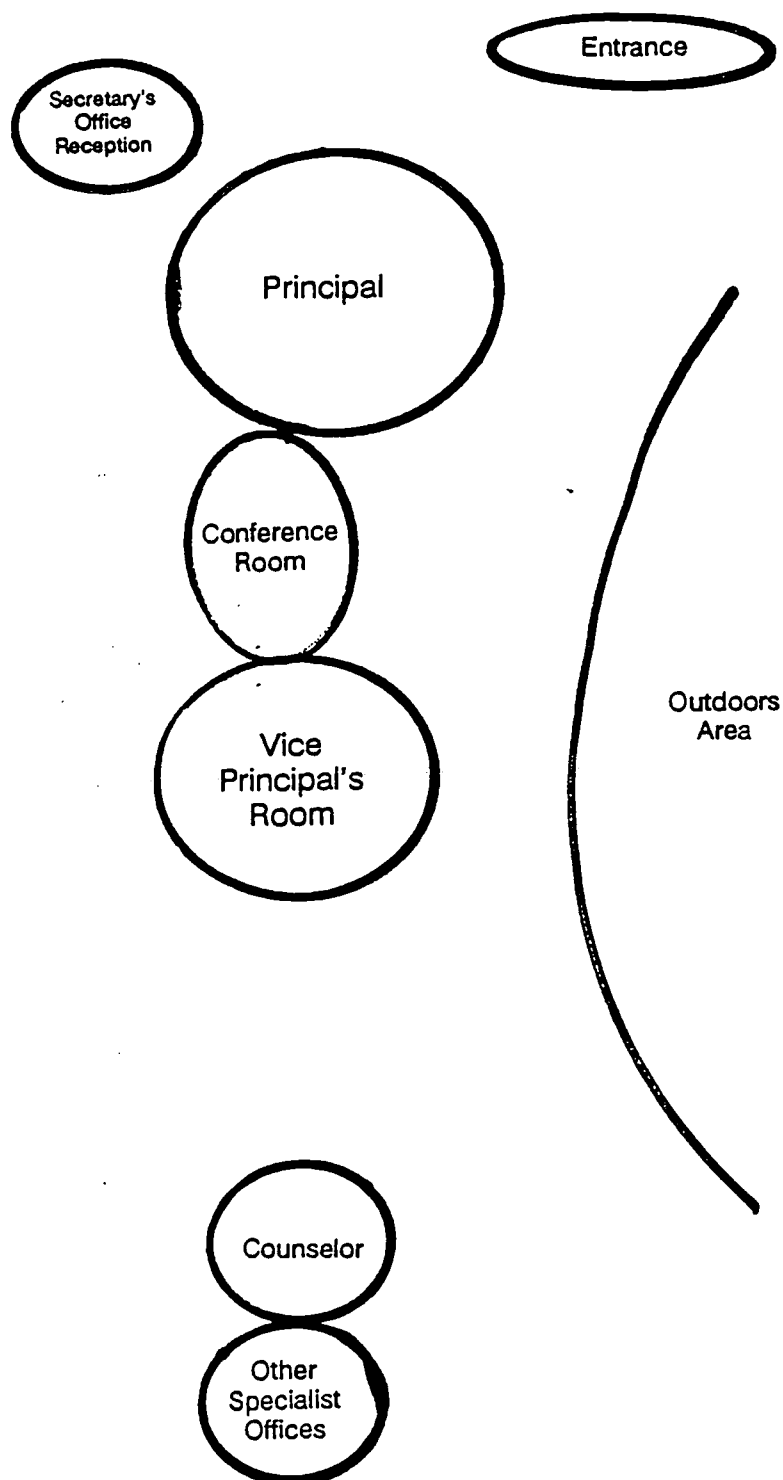 Entrance
Secretary's
Office
Reception
Principal
Conference
Room
Outdoors
Area
Vice
Principal's
Room
Counselor
Other
Specialist
Offices